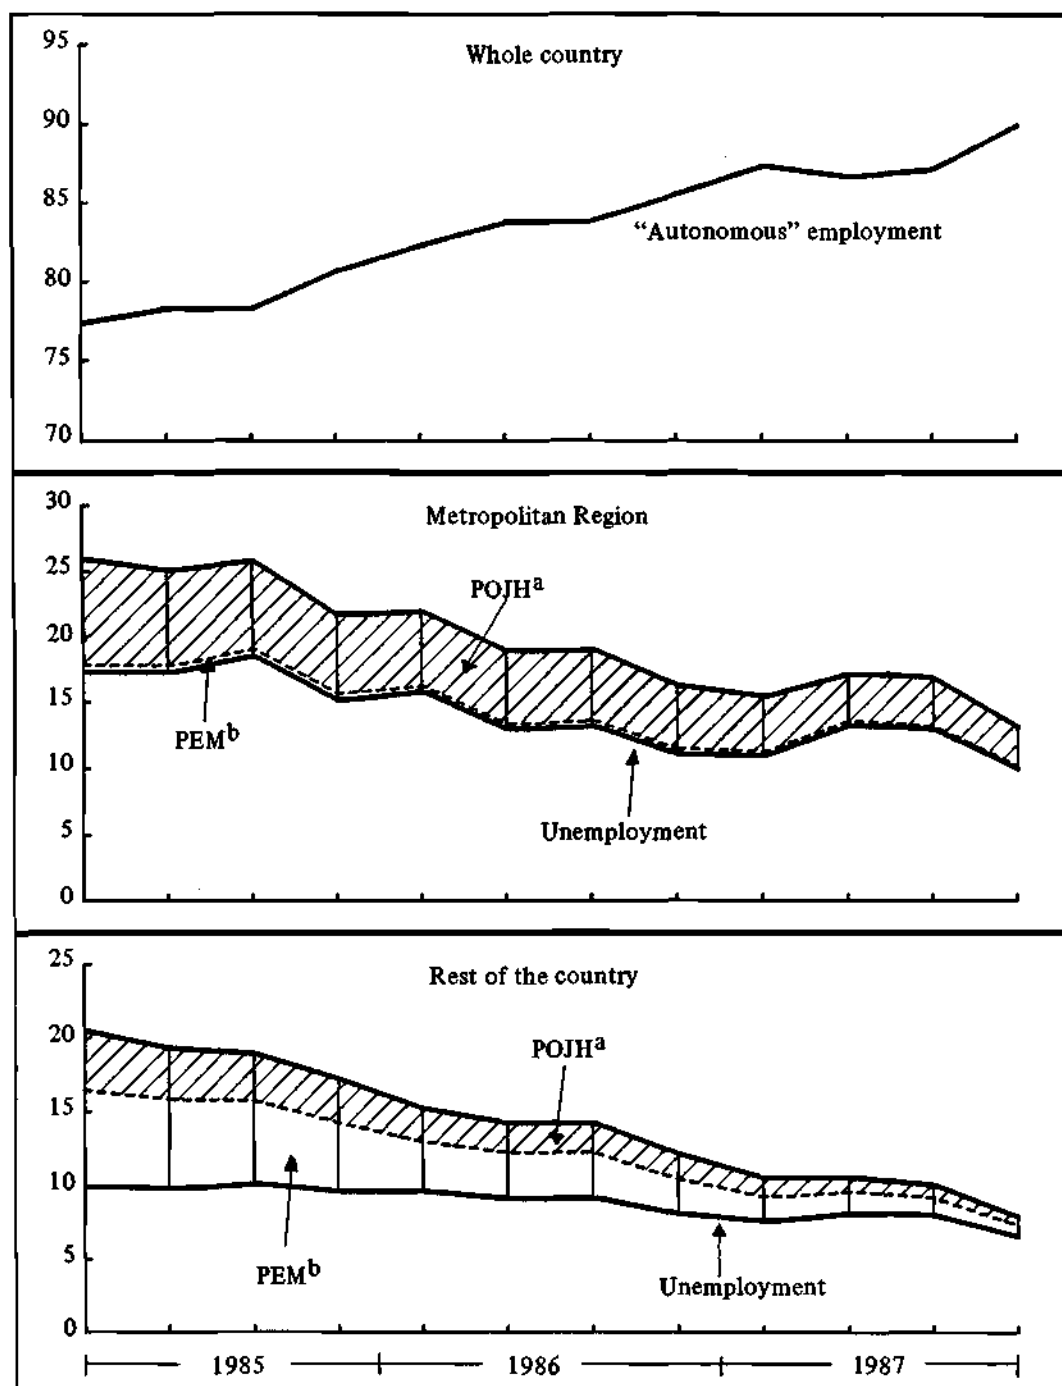 95
Whole country
90
85
"Autonomous" employment
80
75
70
30
Metropolitan Region
25
POJHa
20
15
PEMb
10
Unemployment
5
0
25
Rest of the country
20
POJHa
15
10
5
PEMb
Unemployment
0
1985 1986 1987